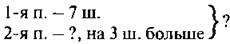 1-я п. – 7 ш.
2-я п. – ?, на 3 ш. больше } ?